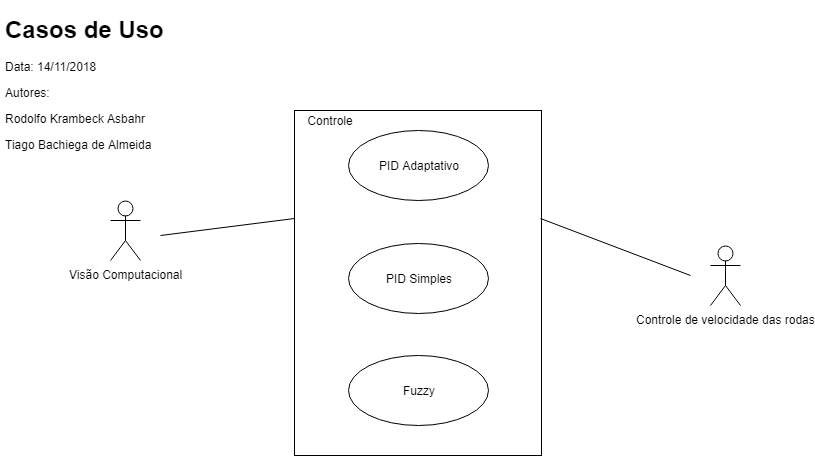 Casos de Uso
Data: 14/11/2018
Autores:
Rodolfo Krambeck Asbahr
Tiago Bachiega de Almeida
Controle
PID Adaptativo
PID Simples
Fuzzy
Visão Computacional
Controle de velocidade das rodas